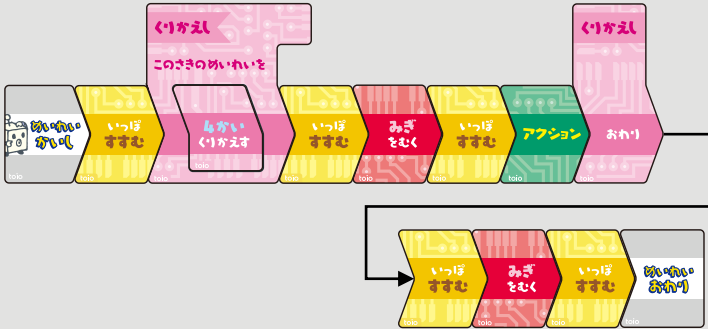 めいれい
かいし
toio
いっぽ
すすむ
toio
くりかえし
このさきのめいれいを
4かい
くりかえす
toio
toio
いっぽ
すすむ
toio
みぎ
をむく
toio
いっぽ
すすむ
toio
アクション
toio
くりかえし
おわり
toio
いっぽ
すすむ
toio
みぎ
をむく
toio
いっぽ
すすむ
toio
めいれい
おわり
toio